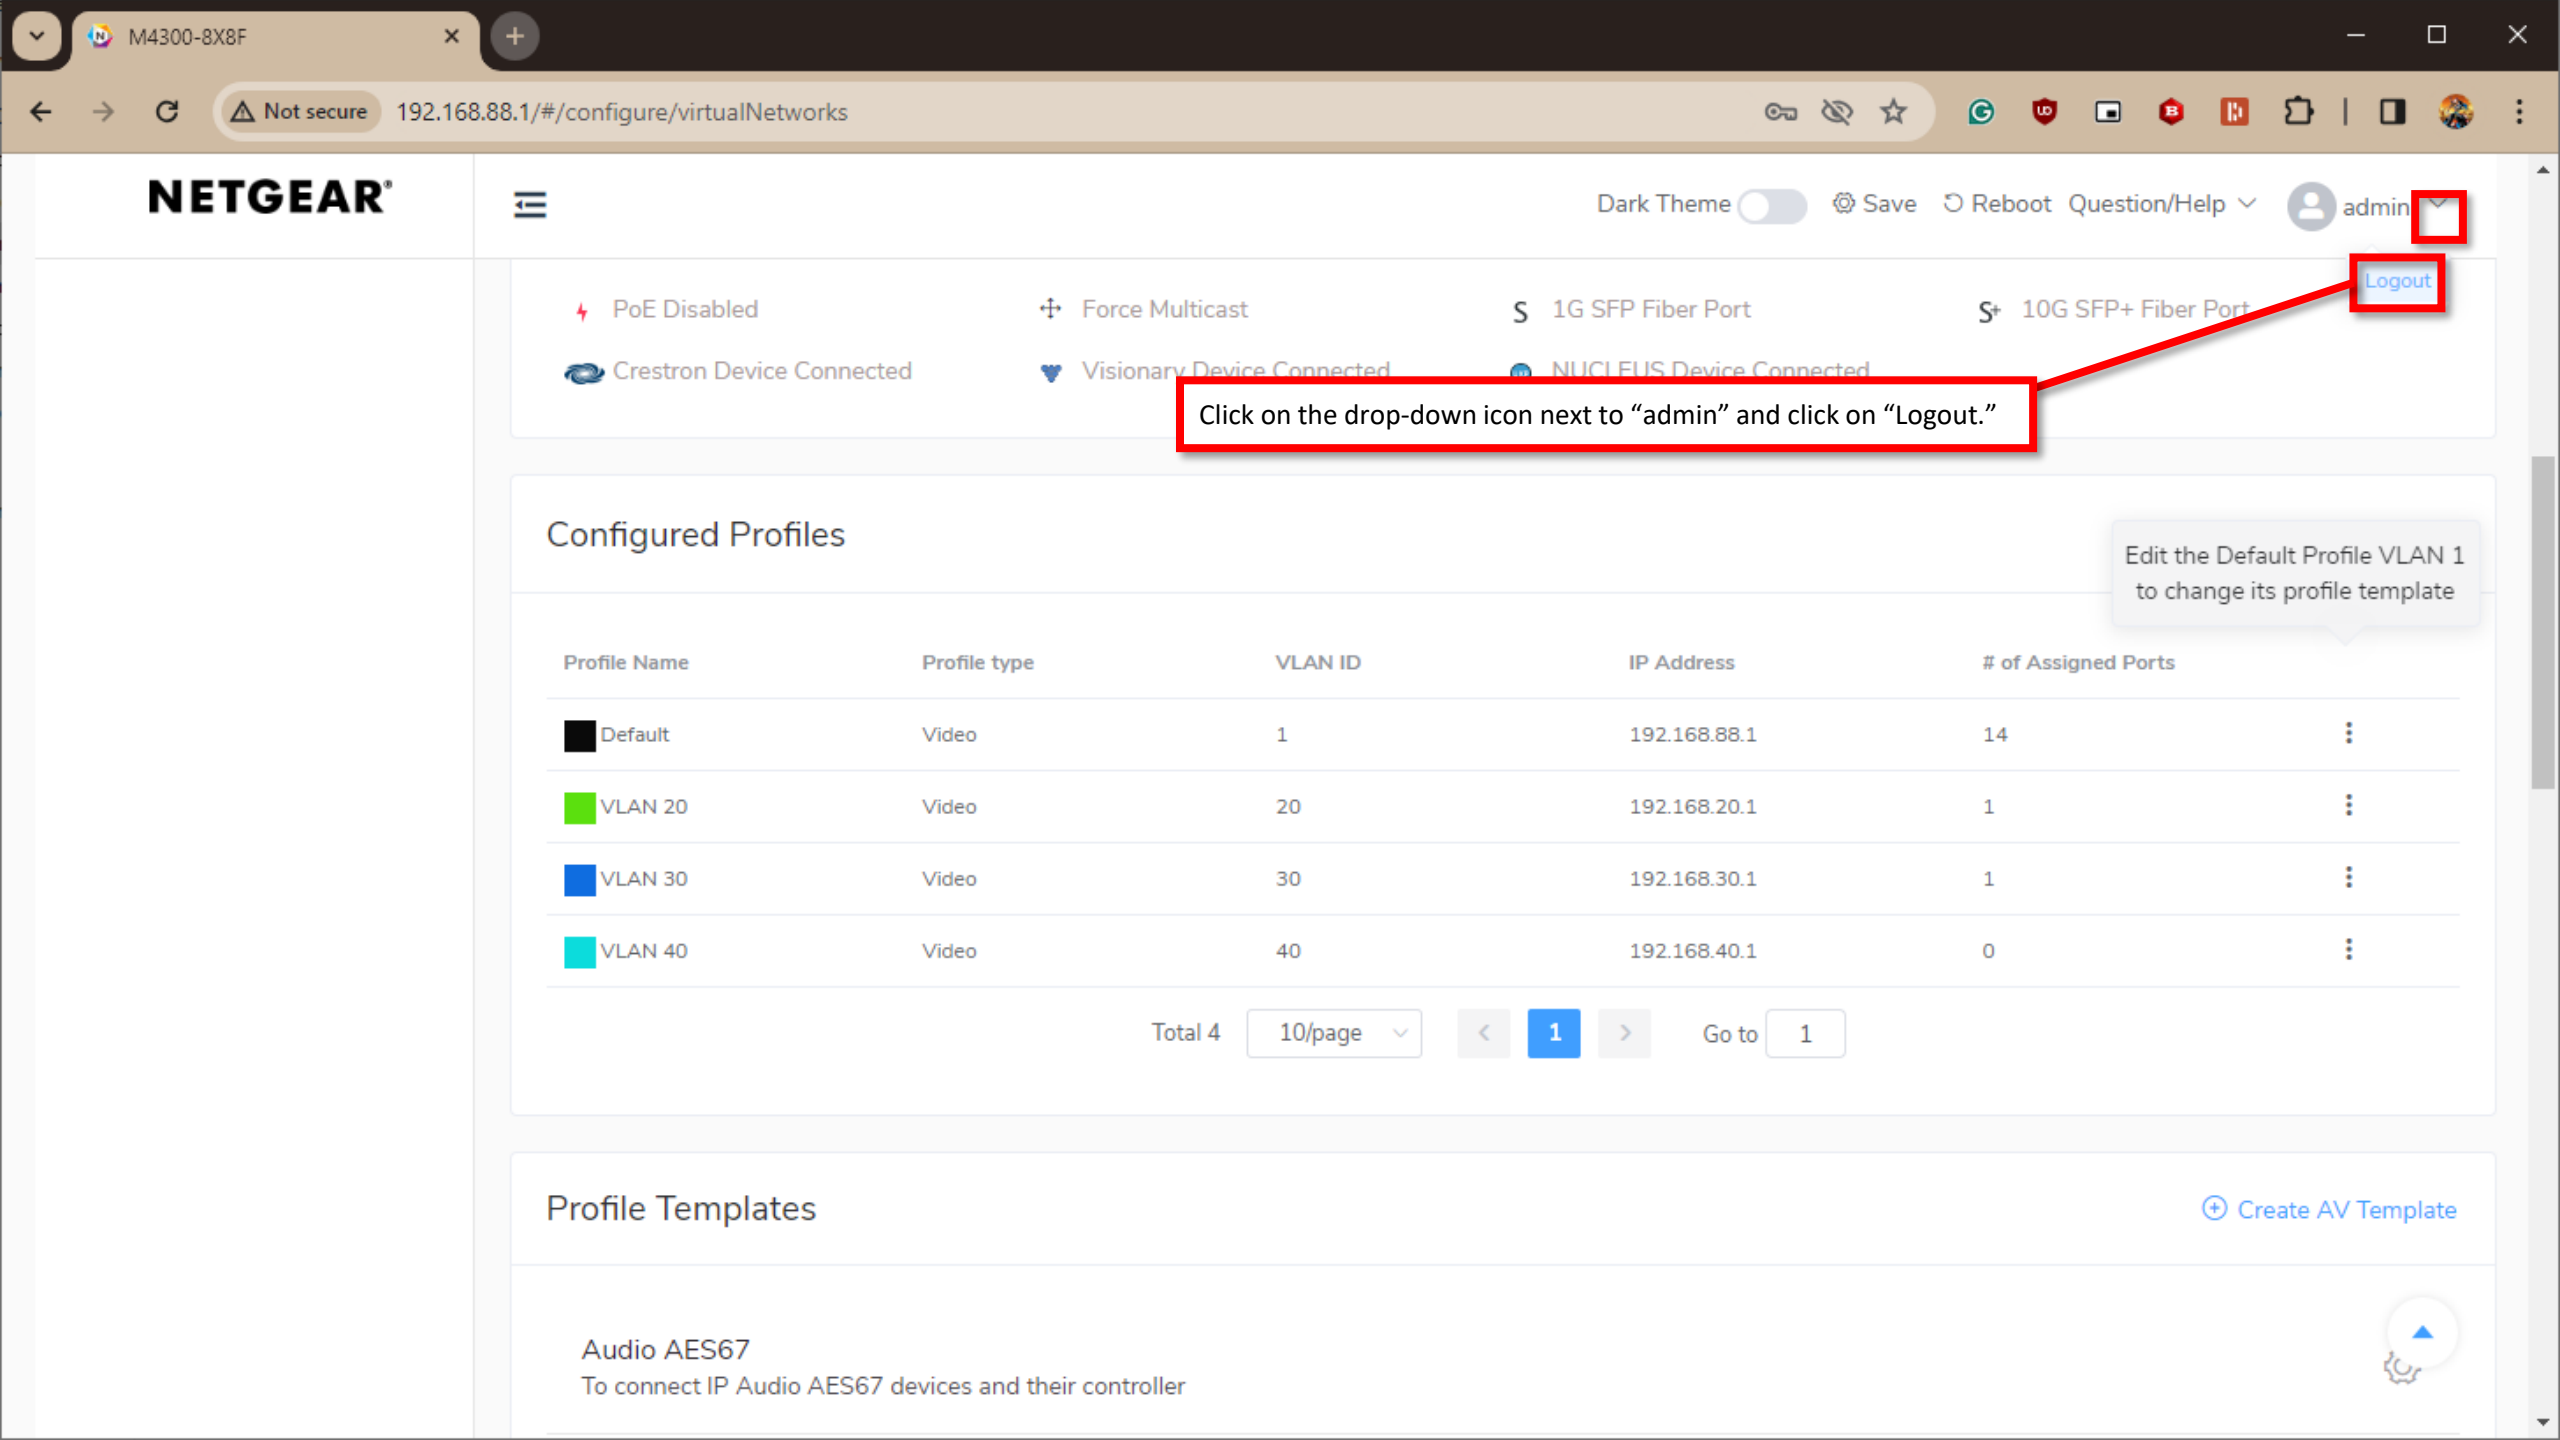 M4300-8X8F
Not secure 192.168.88.1/#/configure/virtualNetworks
NETGEAR®
Dark Theme Save Reboot Question/Help admin
Logout
PoE Disabled Force Multicast S 1G SFP Fiber Port S+ 10G SFP+ Fiber Port
Crestron Device Connected Visionary Device Connected NUCLEUS Device Connected
Click on the drop-down icon next to “admin” and click on “Logout.”
Configured Profiles
Edit the Default Profile VLAN 1
to change its profile template
Profile Name Profile type VLAN ID IP Address # of Assigned Ports
Default Video 1 192.168.88.1 14
VLAN 20 Video 20 192.168.20.1 1
VLAN 30 Video 30 192.168.30.1 1
VLAN 40 Video 40 192.168.40.1 0
Total 4 10/page 1 Go to 1
Profile Templates
Create AV Template
Audio AES67
To connect IP Audio AES67 devices and their controller